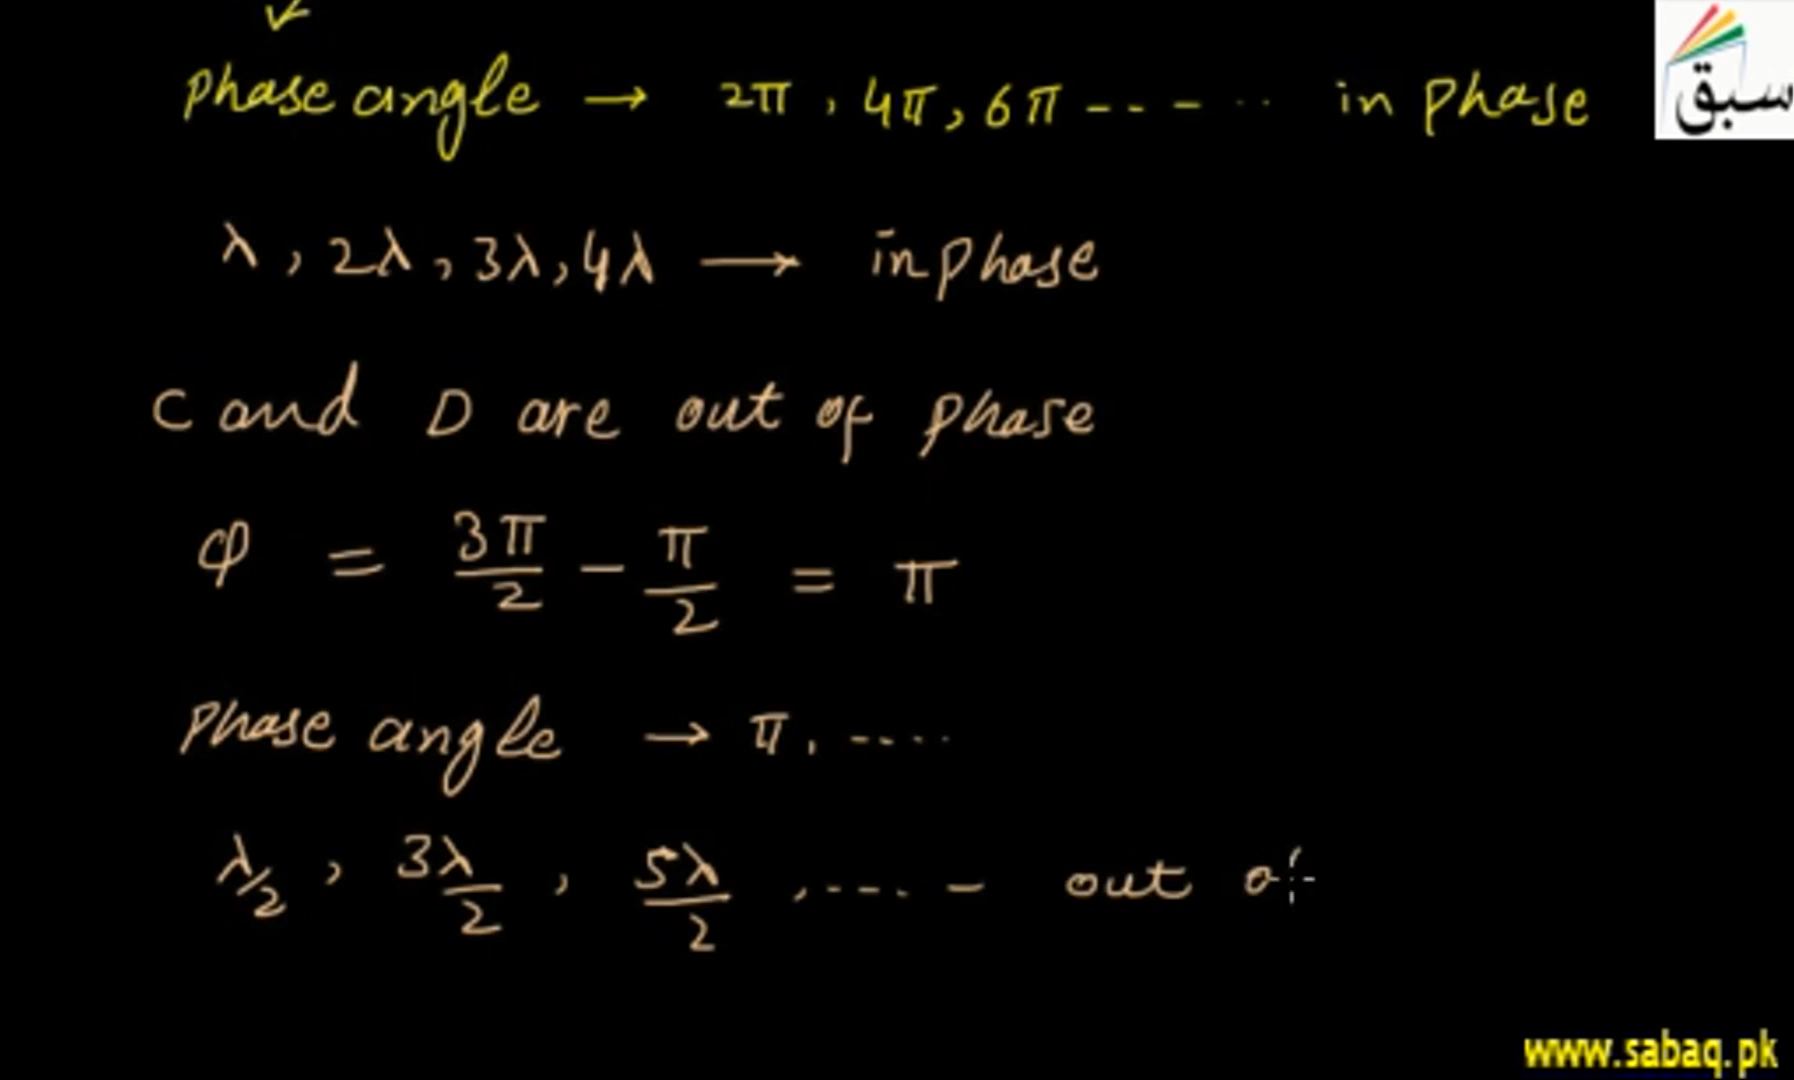 phase angle → 2π, 4π, 6π ---- ·· in phase
سبق
λ, 2λ, 3λ, 4λ → in phase
C and D are out of phase
φ = 3π/2 - π/2 = π
phase angle → π, ----
λ/2, 3λ/2, 5λ/2, ---- - out of
www.sabaq.pk